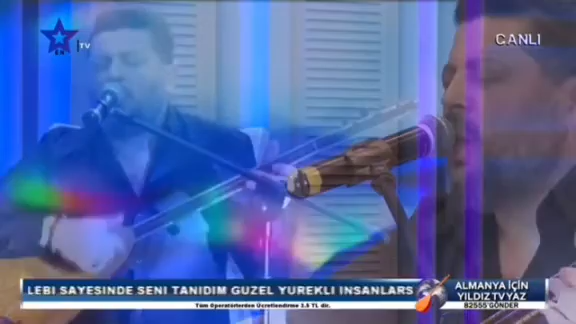 TV
CANLI
LEBI SAYESINDE SENI TANIDIM GUZEL YUREKLI INSANLARS
Tüm Operatörlerden Ücretlendirme 3.5 TL dir.
ALMANYA İÇİN
YILDIZ TV YAZ
82555'GÖNDER